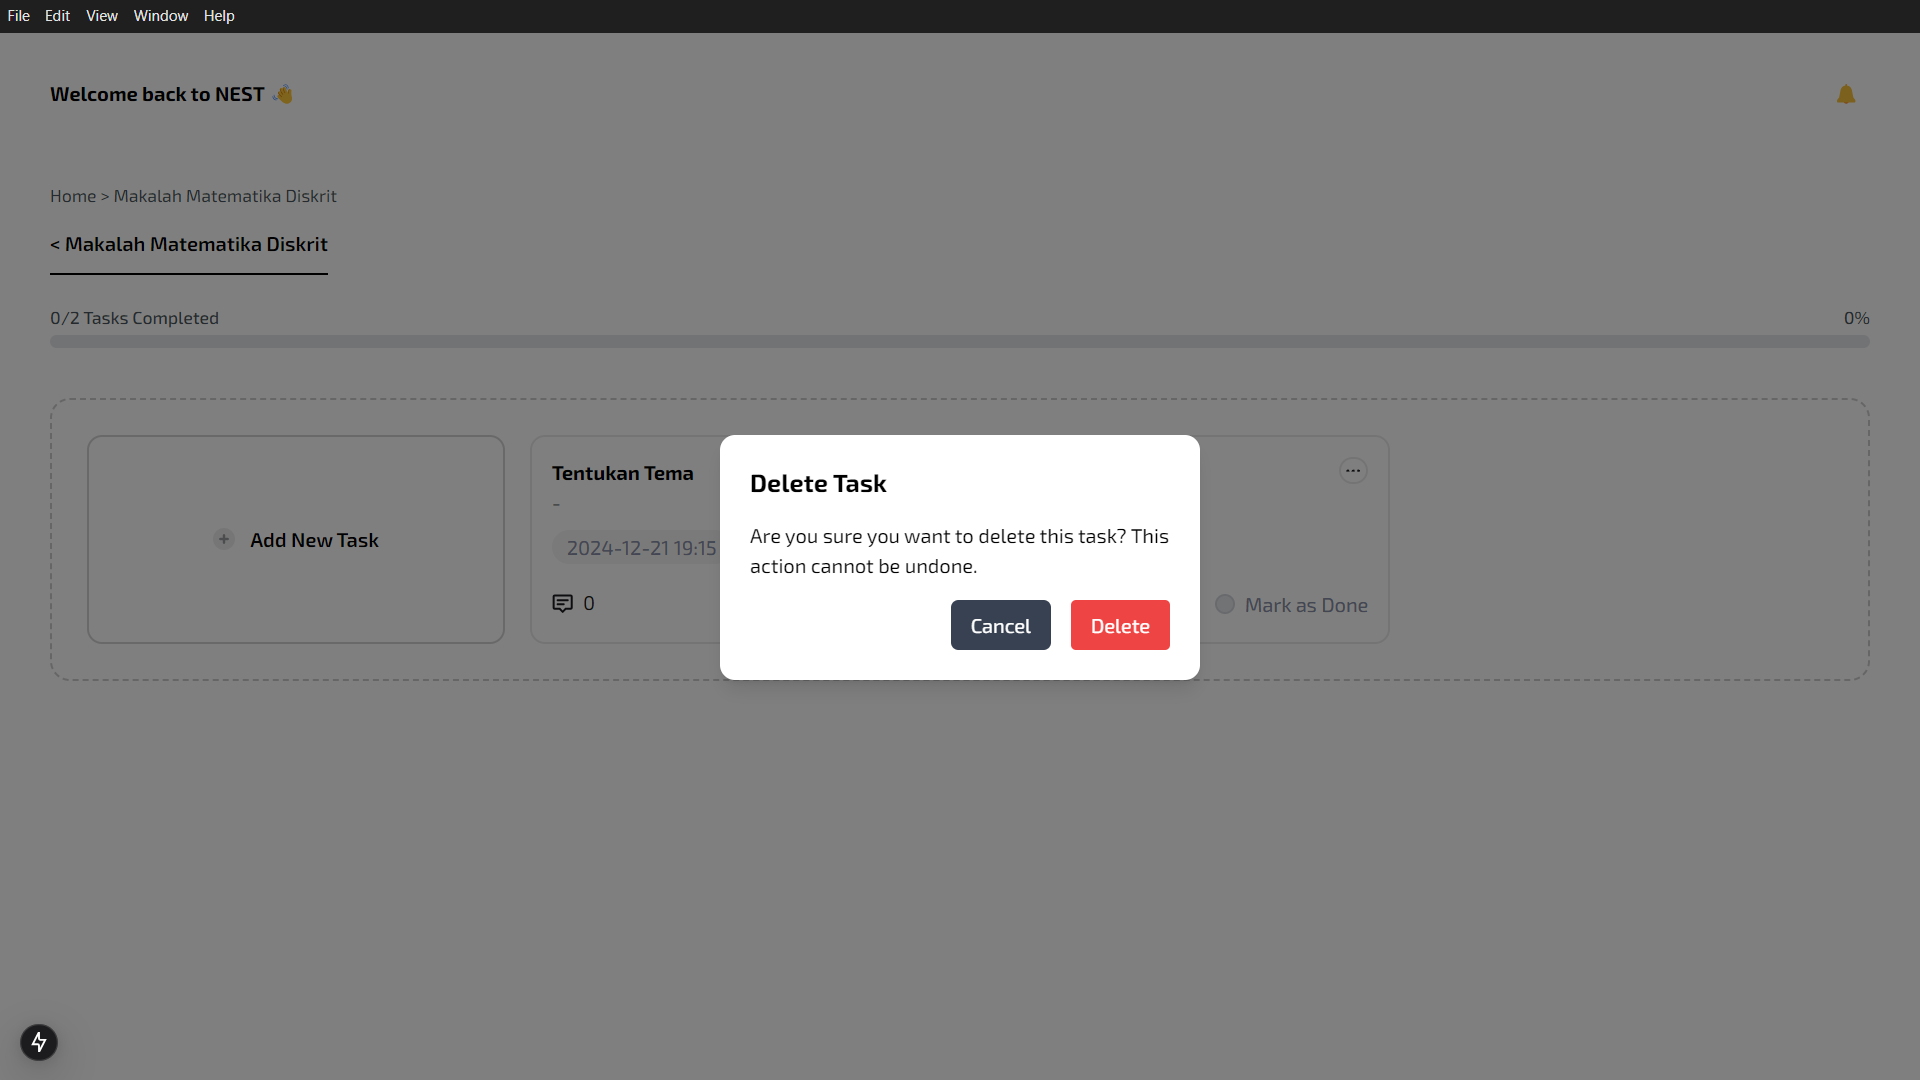 File Edit View Window Help
Welcome back to NEST 👋
Home > Makalah Matematika Diskrit
< Makalah Matematika Diskrit
0/2 Tasks Completed
0%
+ Add New Task
Tentukan Tema
-
2024-12-21 19:15
0
Mark as Done
Delete Task
Are you sure you want to delete this task? This
action cannot be undone.
Cancel
Delete